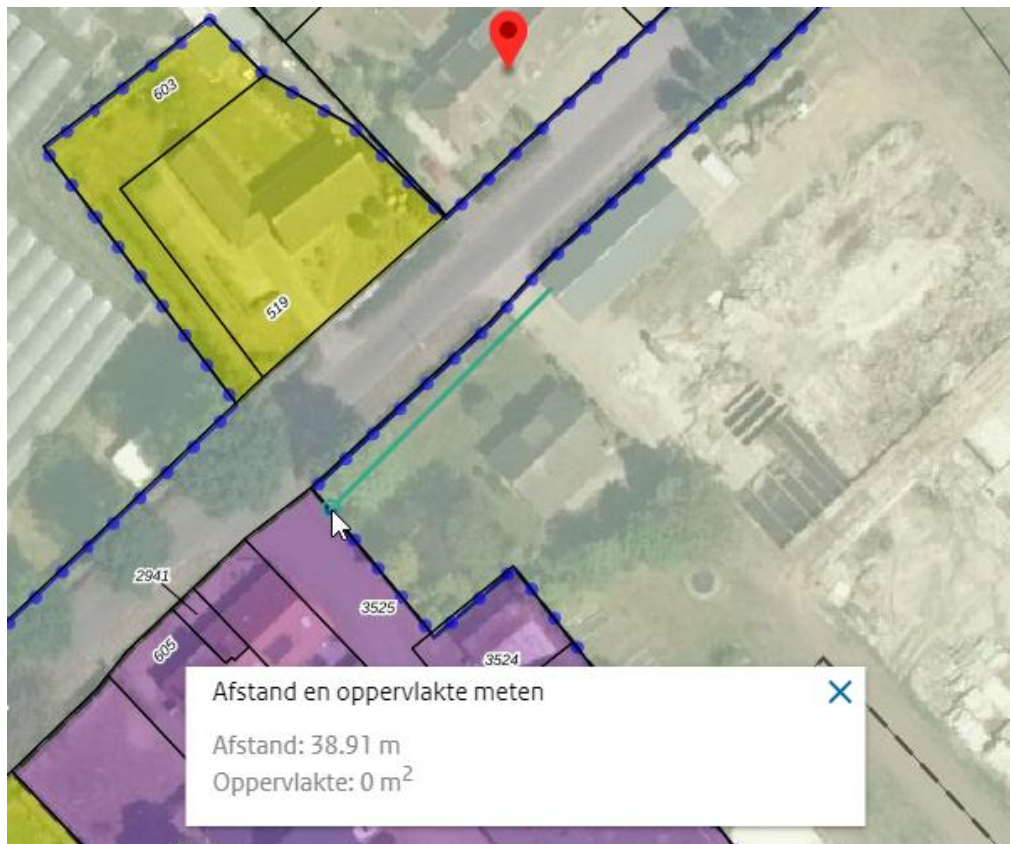 603
519
2941
3525
605
3524
Afstand en oppervlakte meten
Afstand: 38.91 m
Oppervlakte: 0 m²